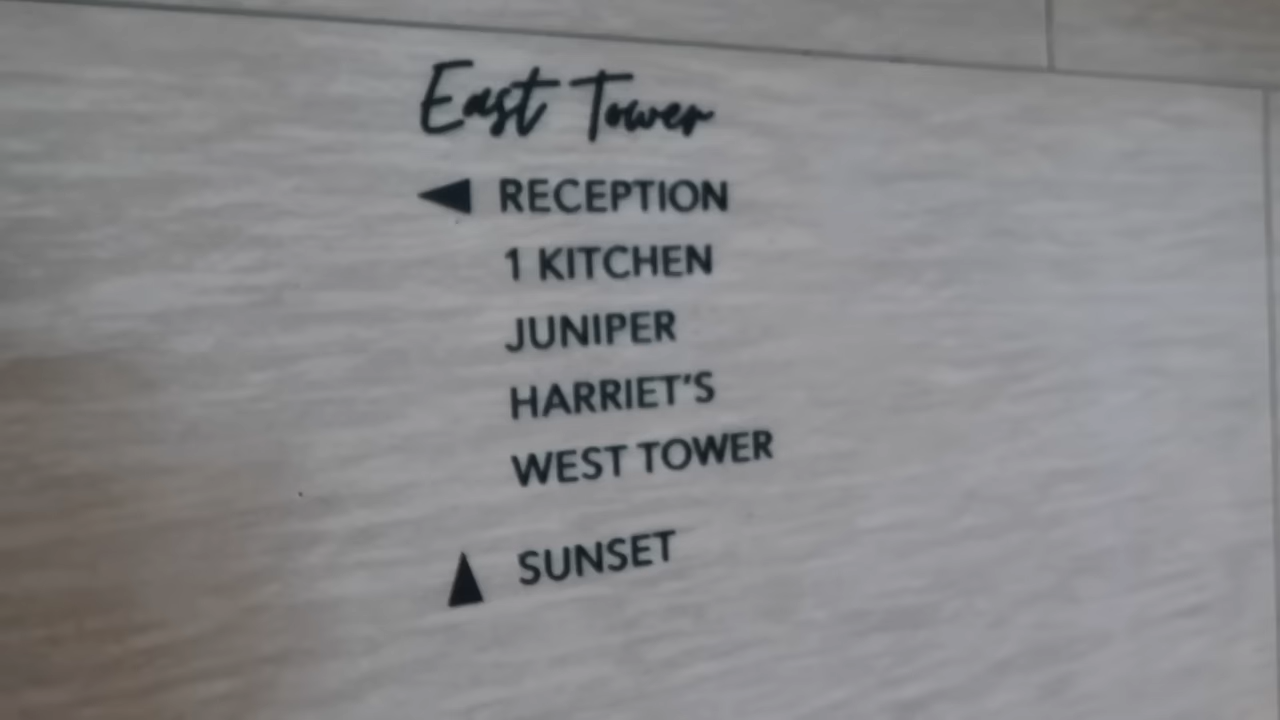 East Tower
RECEPTION
1 KITCHEN
JUNIPER
HARRIET'S
WEST TOWER
SUNSET